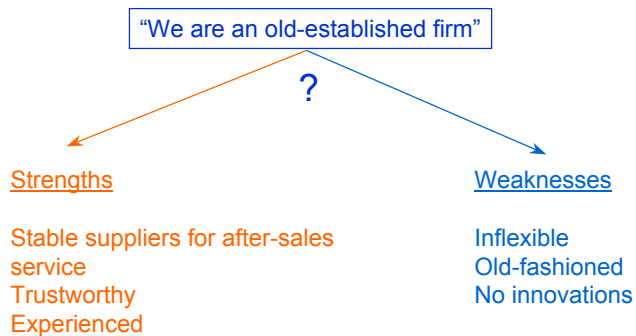 “We are an old-established firm”
?
Strengths
Stable suppliers for after-sales
service
Trustworthy
Experienced
Weaknesses
Inflexible
Old-fashioned
No innovations